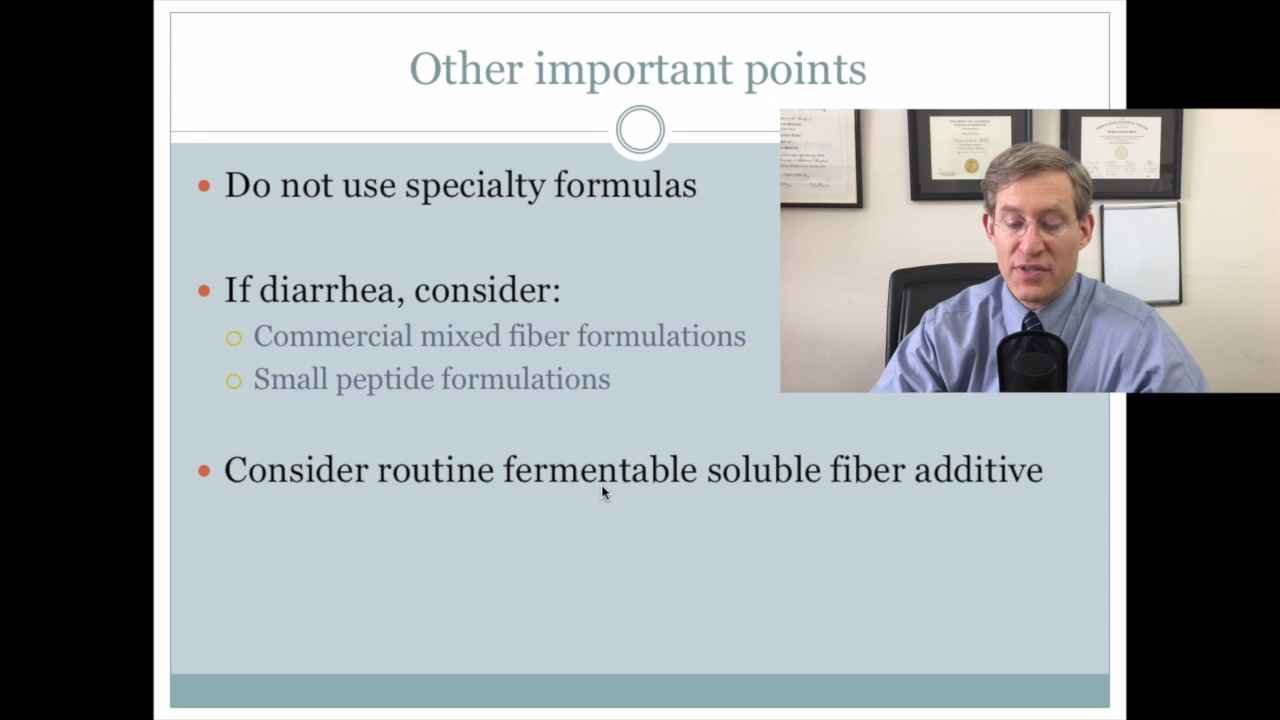 Other important points
Do not use specialty formulas
If diarrhea, consider:
Commercial mixed fiber formulations
Small peptide formulations
Consider routine fermentable soluble fiber additive